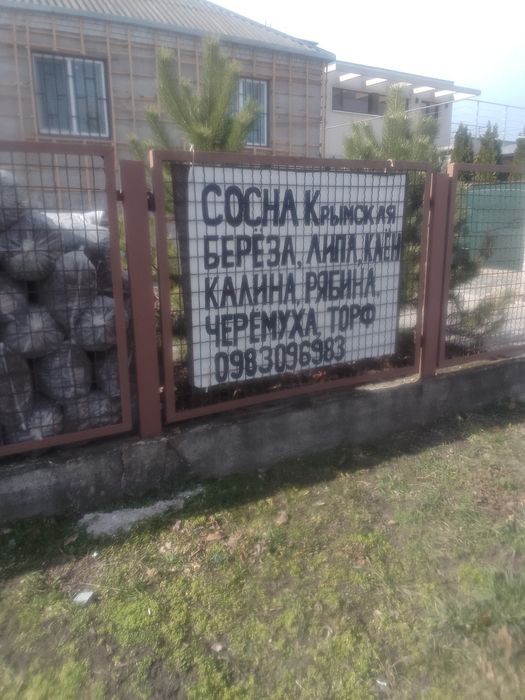 СОСНА Крымская
БЕРЁЗА, ЛИПА, КЛЁН
КАЛИНА, РЯБИНА,
ЧЕРЁМУХА, ТОРФ
0983096983